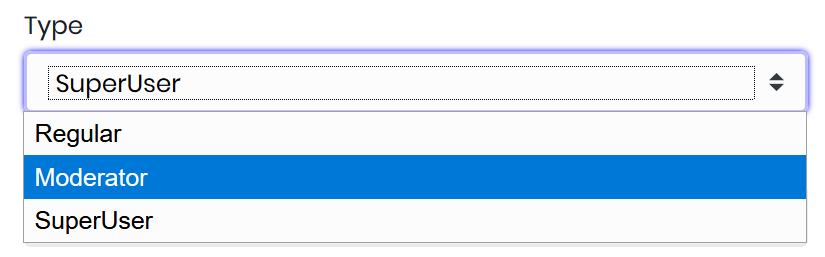 Type
SuperUser
Regular
Moderator
SuperUser